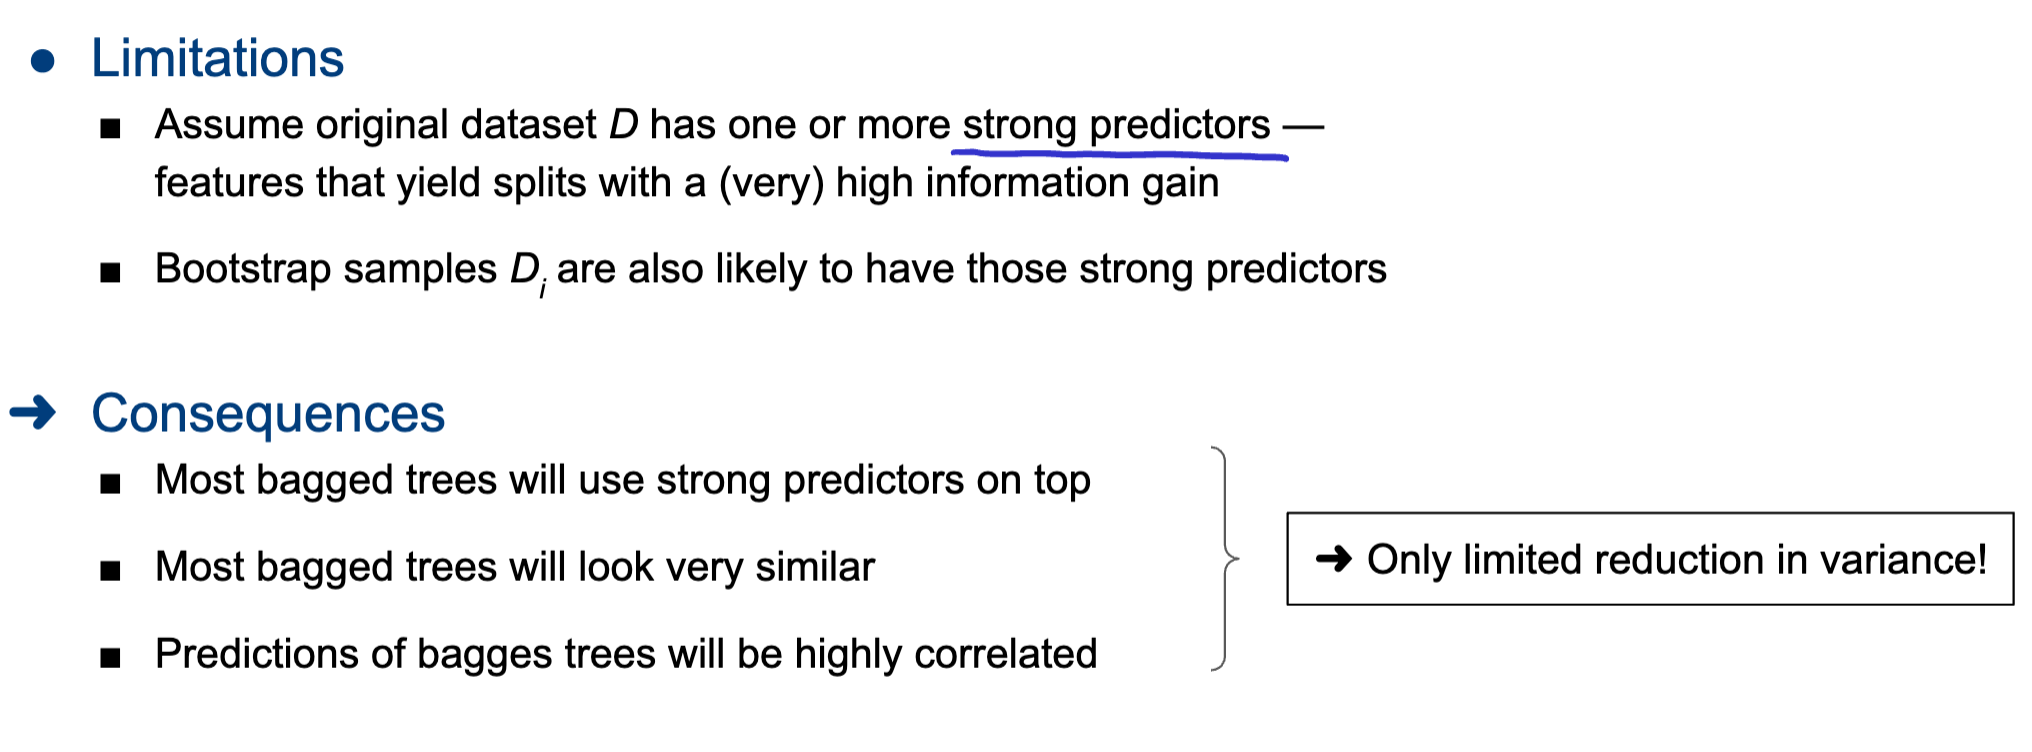 ● Limitations
■ Assume original dataset D has one or more strong predictors —
features that yield splits with a (very) high information gain
■ Bootstrap samples Di are also likely to have those strong predictors
➔ Consequences
■ Most bagged trees will use strong predictors on top
■ Most bagged trees will look very similar
■ Predictions of bagges trees will be highly correlated
➔ Only limited reduction in variance!